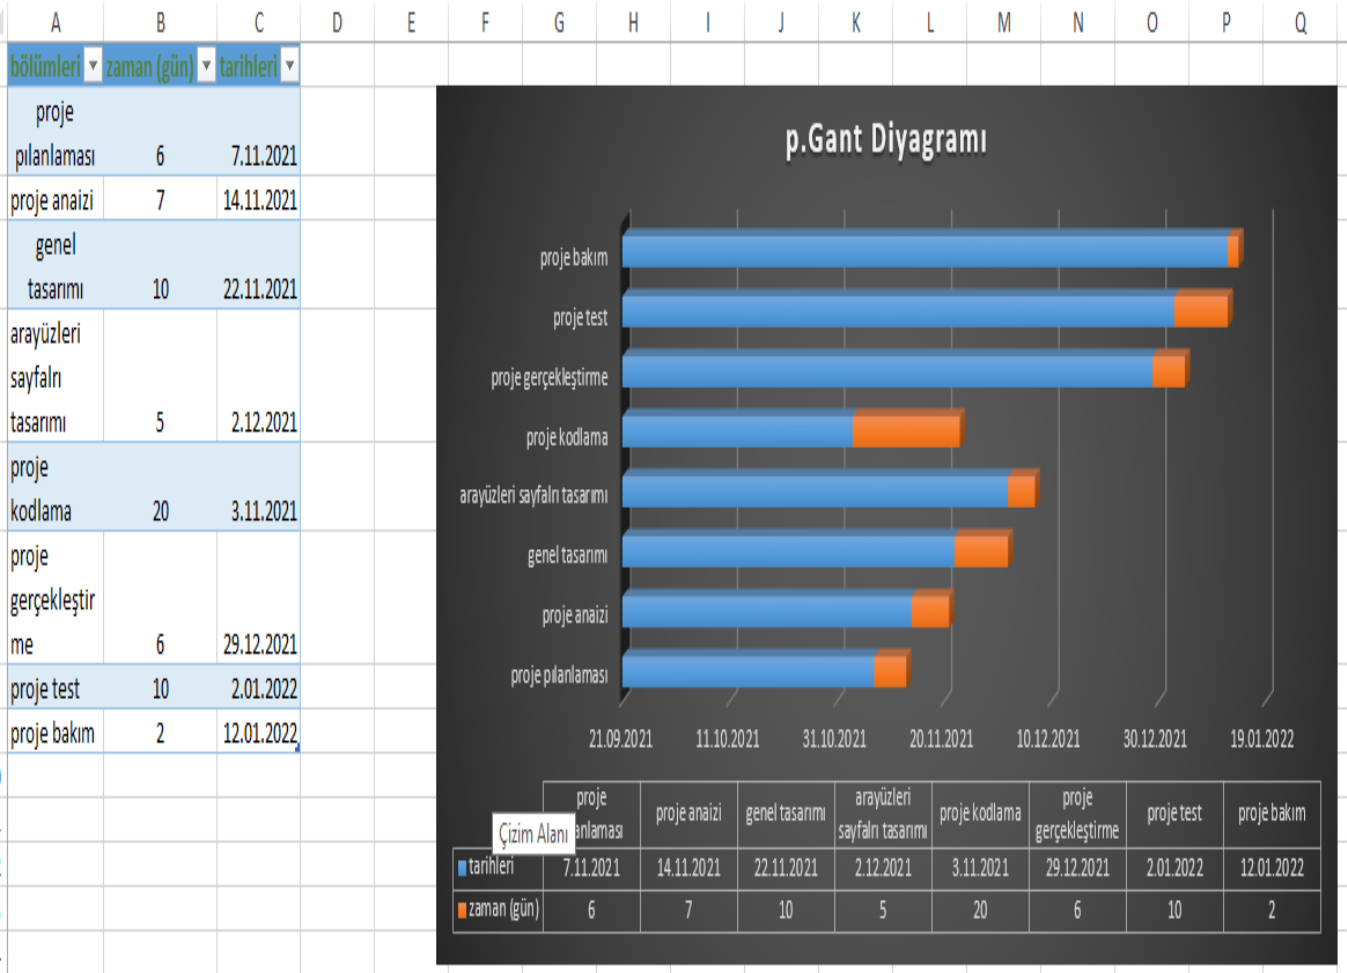 A B C D E F G H I J K L M N O P Q
bölümleri zaman (gün) tarihleri
proje
pılanlaması 6 7.11.2021
proje anaizi 7 14.11.2021
genel
tasarımı 10 22.11.2021
arayüzleri
sayfalrı
tasarımı 5 2.12.2021
proje
kodlama 20 3.11.2021
proje
gerçekleştir
me 6 29.12.2021
proje test 10 2.01.2022
proje bakım 2 12.01.2022
p.Gant Diyagramı
proje bakım
proje test
proje gerçekleştirme
proje kodlama
arayüzleri sayfalrı tasarımı
genel tasarımı
proje anaizi
proje pılanlaması
21.09.2021 11.10.2021 31.10.2021 20.11.2021 10.12.2021 30.12.2021 19.01.2022
proje
anlaması
proje anaizi
genel tasarımı
arayüzleri
sayfalrı tasarımı
proje kodlama
proje
gerçekleştirme
proje test
proje bakım
Çizim Alanı
tarihleri 7.11.2021 14.11.2021 22.11.2021 2.12.2021 3.11.2021 29.12.2021 2.01.2022 12.01.2022
zaman (gün) 6 7 10 5 20 6 10 2